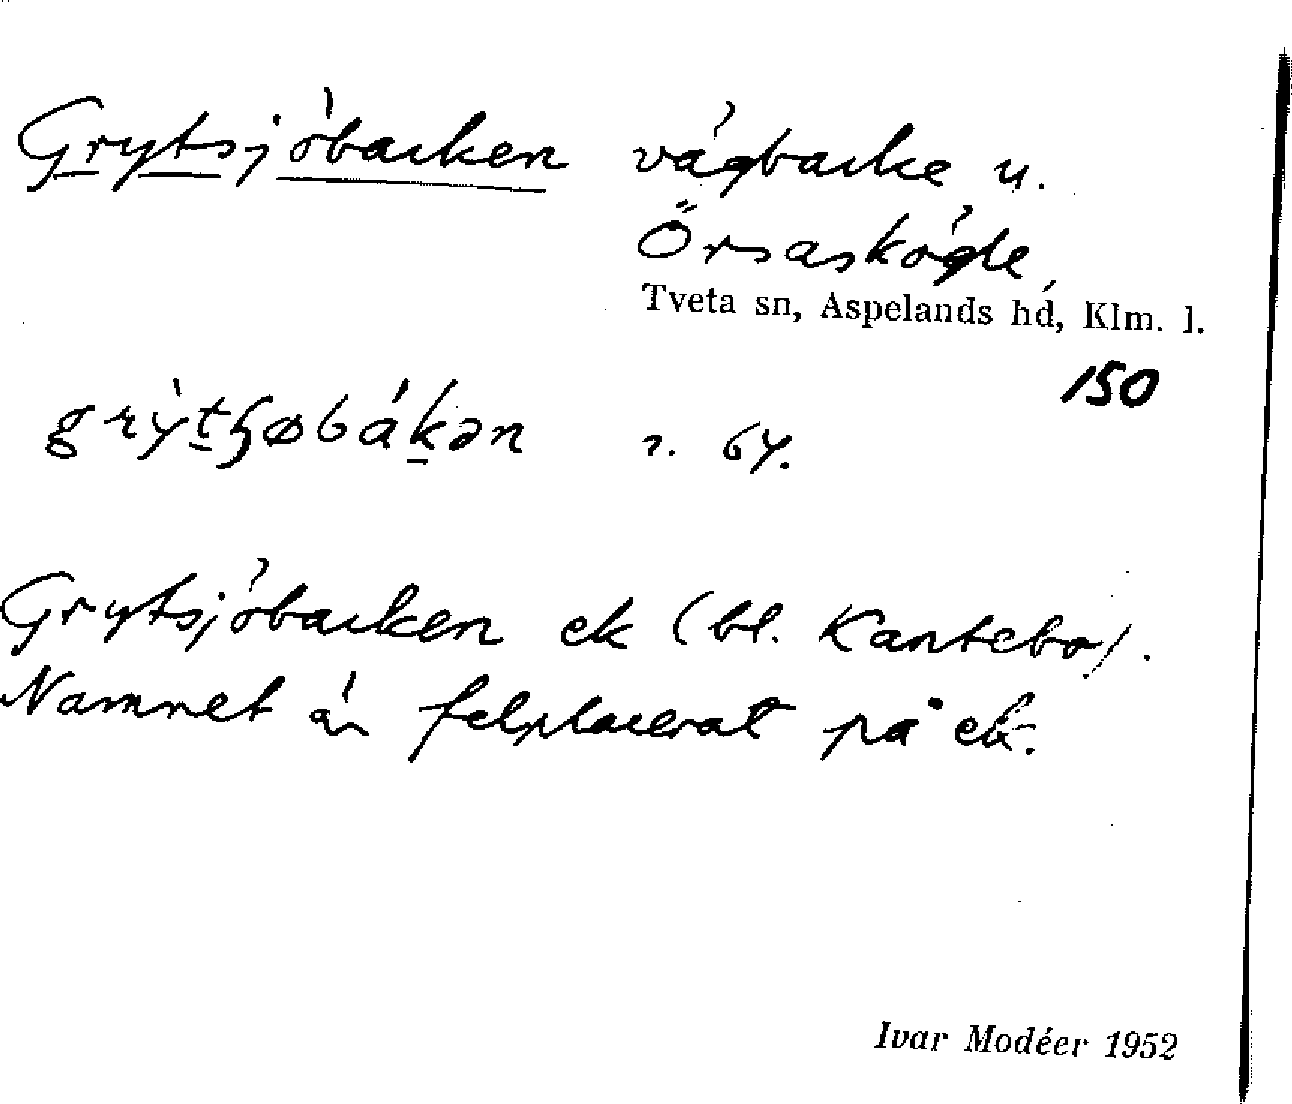 Grytsjöbacken vägbacke u.
Örsaskögle,
Tveta sn, Aspelands hd, Klm. l.
150
grỳtʃøbákən r. 64.
Grytsjöbacken ek (bl. Kantebo).
Namnet är felplacerat på ek.
Ivar Modéer 1952